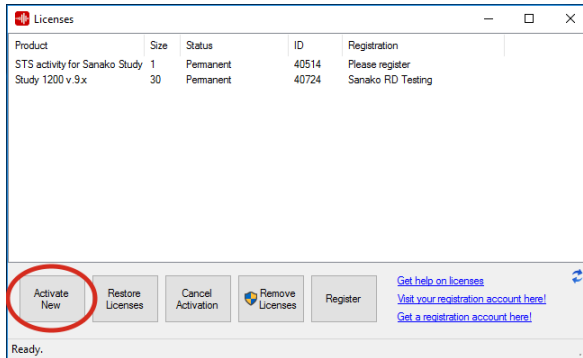 Licenses
Product Size Status ID Registration
STS activity for Sanako Study 1 Permanent 40514 Please register
Study 1200 v.9.x 30 Permanent 40724 Sanako RD Testing
Activate
New
Restore
Licenses
Cancel
Activation
Remove
Licenses
Register
Get help on licenses
Visit your registration account here!
Get a registration account here!
Ready.